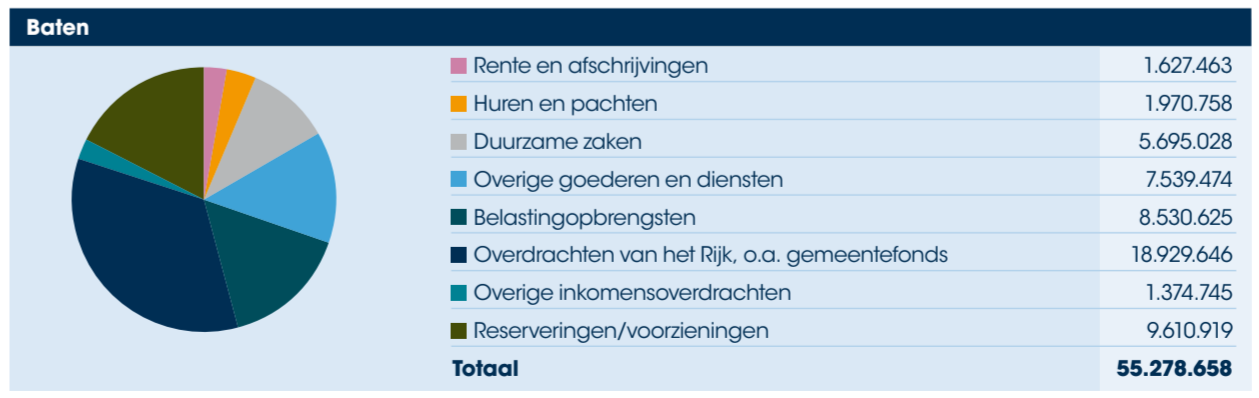 Baten
Rente en afschrijvingen 1.627.463
Huren en pachten 1.970.758
Duurzame zaken 5.695.028
Overige goederen en diensten 7.539.474
Belastingopbrengsten 8.530.625
Overdrachten van het Rijk, o.a. gemeentefonds 18.929.646
Overige inkomensoverdrachten 1.374.745
Reserveringen/voorzieningen 9.610.919
Totaal 55.278.658